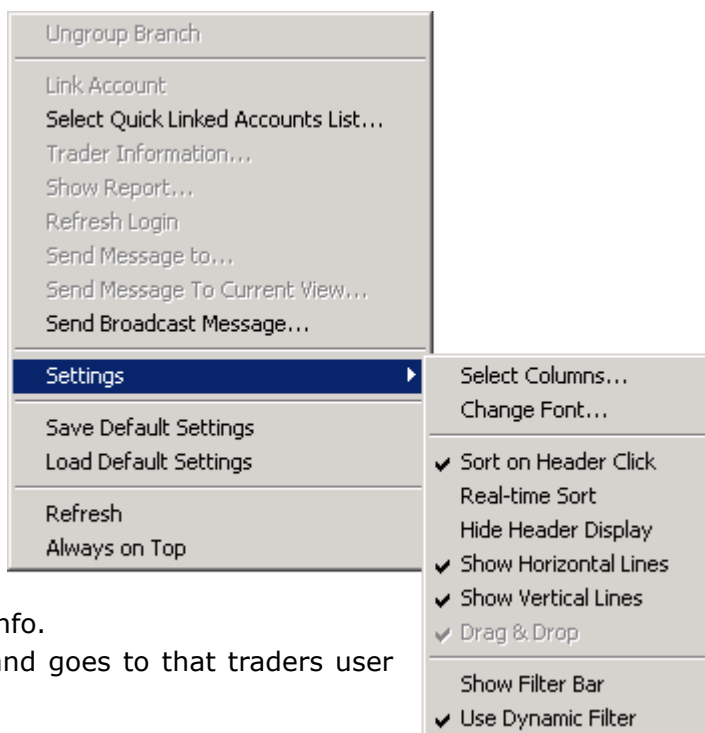 Ungroup Branch
Link Account
Select Quick Linked Accounts List...
Trader Information...
Show Report...
Refresh Login
Send Message to...
Send Message To Current View...
Send Broadcast Message...
Settings
Save Default Settings
Load Default Settings
Refresh
Always on Top
Select Columns...
Change Font...
Sort on Header Click
Real-time Sort
Hide Header Display
Show Horizontal Lines
Show Vertical Lines
Drag & Drop
Show Filter Bar
Use Dynamic Filter
nfo.
and goes to that traders user